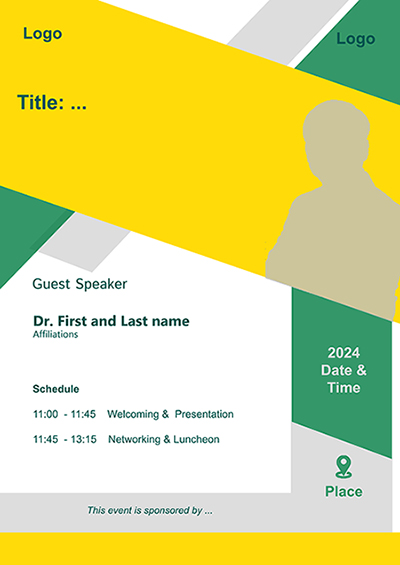 Logo
Logo
Title: ...
Guest Speaker
Dr. First and Last name
Affiliations
2024
Date &
Time
Schedule
11:00 - 11:45 Welcoming & Presentation
11:45 - 13:15 Networking & Luncheon
Place
This event is sponsored by ...